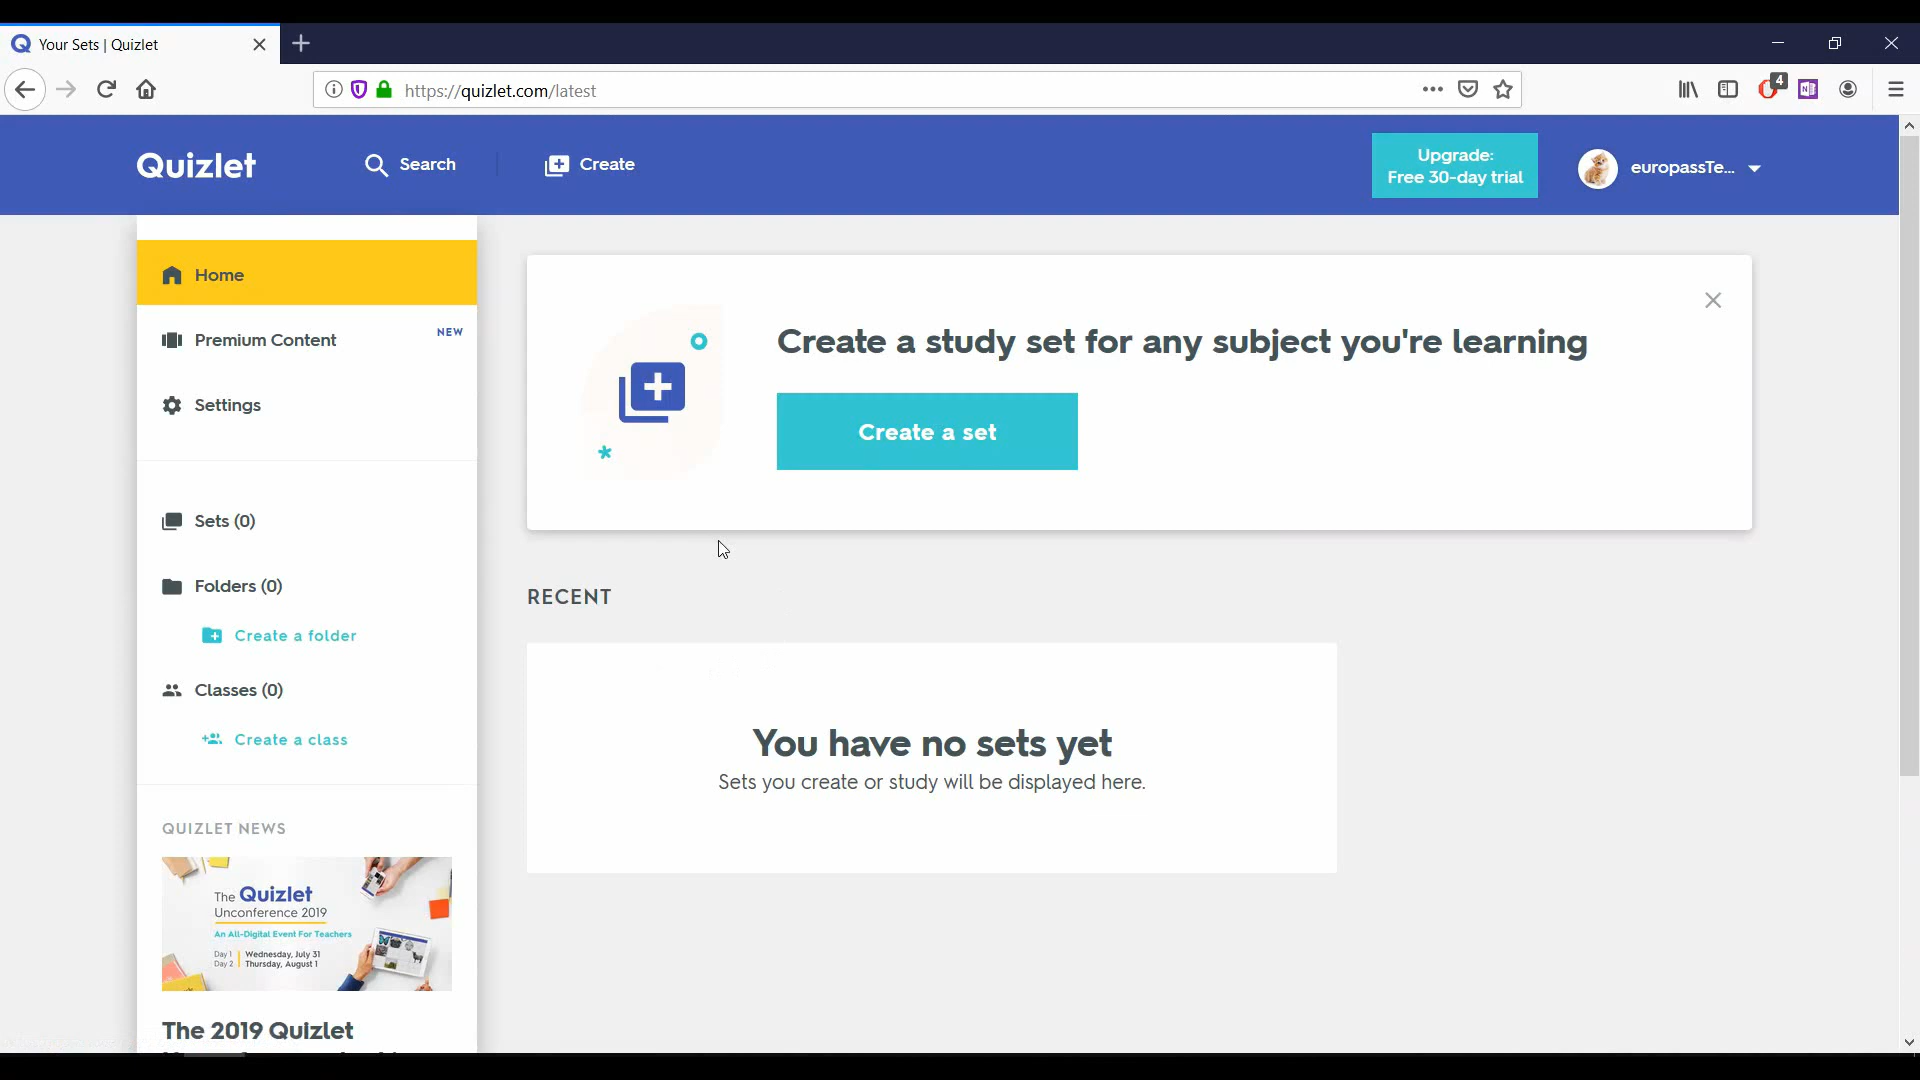 Your Sets | Quizlet
https://quizlet.com/latest
4
N
Quizlet
Search
Create
Upgrade:
Free 30-day trial
europassTe...
Home
Premium Content
NEW
Settings
Sets (0)
Folders (0)
Create a folder
Classes (0)
Create a class
QUIZLET NEWS
The Quizlet
Unconference 2019
An All-Digital Event For Teachers
Day 1 | Wednesday, July 31
Day 2 | Thursday, August 1
The 2019 Quizlet
Create a study set for any subject you're learning
Create a set
RECENT
You have no sets yet
Sets you create or study will be displayed here.